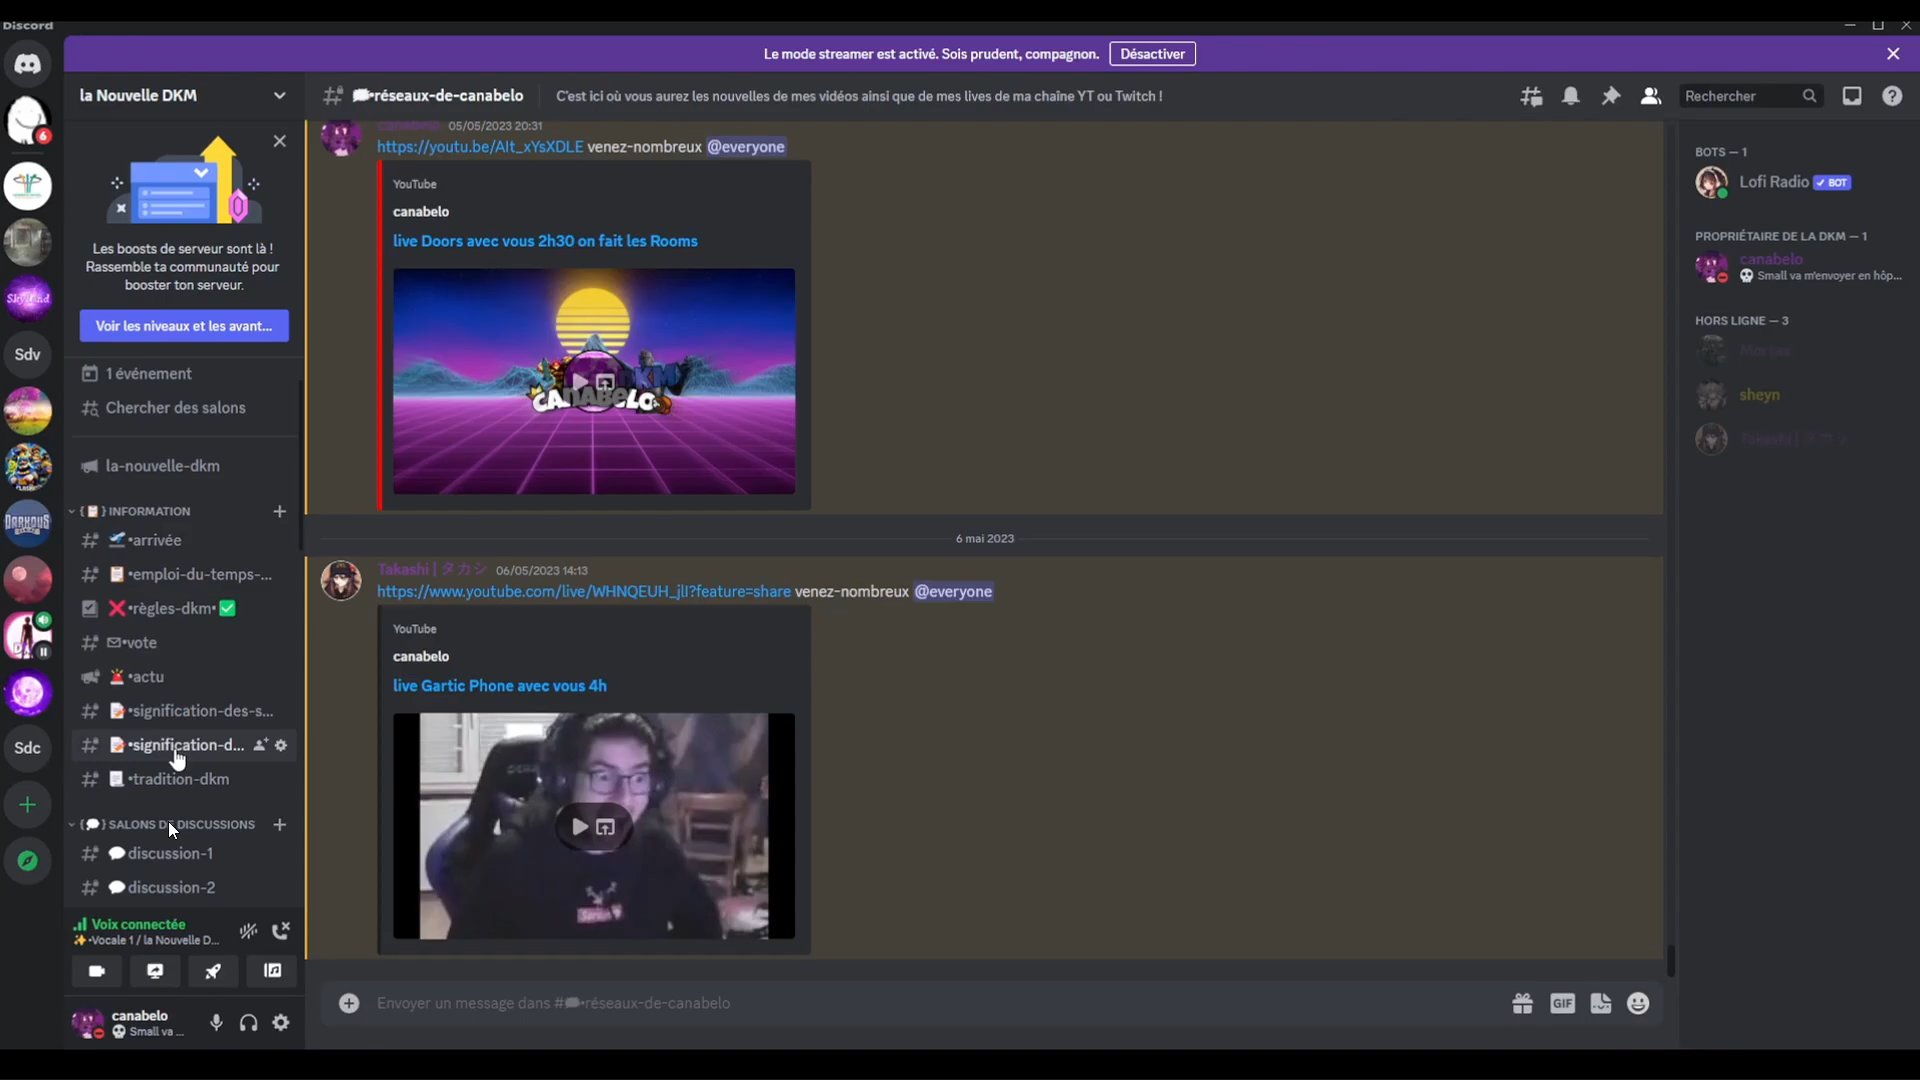 Discord
Le mode streamer est activé. Sois prudent, compagnon.
Désactiver
la Nouvelle DKM
•réseaux-de-canabelo
C'est ici où vous aurez les nouvelles de mes vidéos ainsi que de mes lives de ma chaîne YT ou Twitch !
Rechercher
6
Sdv
Sdc
Les boosts de serveur sont là !
Rassemble ta communauté pour
booster ton serveur.
Voir les niveaux et les avant...
1 événement
Chercher des salons
la-nouvelle-dkm
{ } INFORMATION
•arrivée
•emploi-du-temps-...
•règles-dkm•
•vote
•actu
•signification-des-s...
•signification-d...
•tradition-dkm
{ } SALONS DE DISCUSSIONS
discussion-1
discussion-2
Voix connectée
•Vocale 1 / la Nouvelle D...
canabelo
Small va ...
canabelo 05/05/2023 20:31
https://youtu.be/AIt_xYsXDLE venez-nombreux @everyone
YouTube
canabelo
live Doors avec vous 2h30 on fait les Rooms
CANABELO
6 mai 2023
Takashi | タカシ 06/05/2023 14:13
https://www.youtube.com/live/WHNQEUH_jlI?feature=share venez-nombreux @everyone
YouTube
canabelo
live Gartic Phone avec vous 4h
Envoyer un message dans #•réseaux-de-canabelo
GIF
BOTS — 1
Lofi Radio BOT
PROPRIÉTAIRE DE LA DKM — 1
canabelo
Small va m'envoyer en hôp...
HORS LIGNE — 3
sheyn
Takashi | タカシ